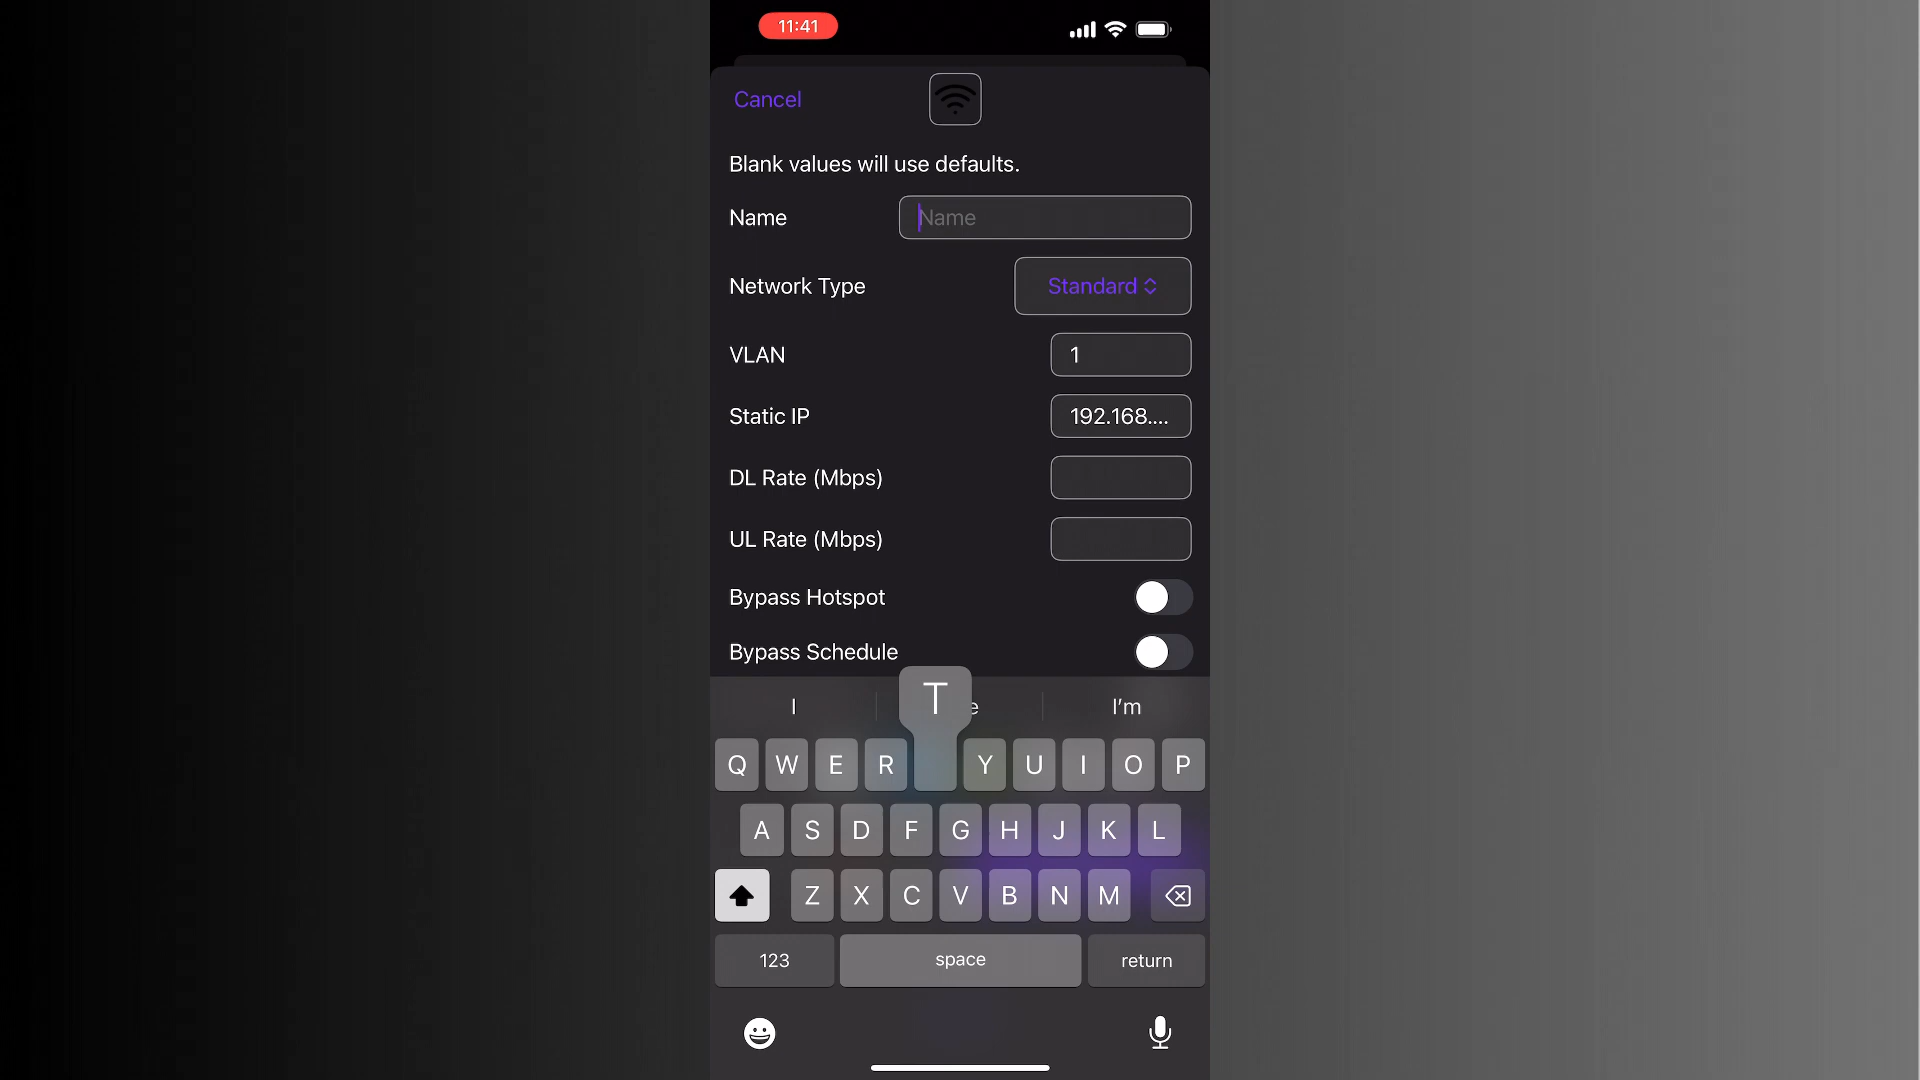 11:41
Cancel
Blank values will use defaults.
Name Name
Network Type Standard
VLAN 1
Static IP 192.168....
DL Rate (Mbps)
UL Rate (Mbps)
Bypass Hotspot
Bypass Schedule
I I'm
T
Q W E R Y U I O P
A S D F G H J K L
Z X C V B N M
123 space return